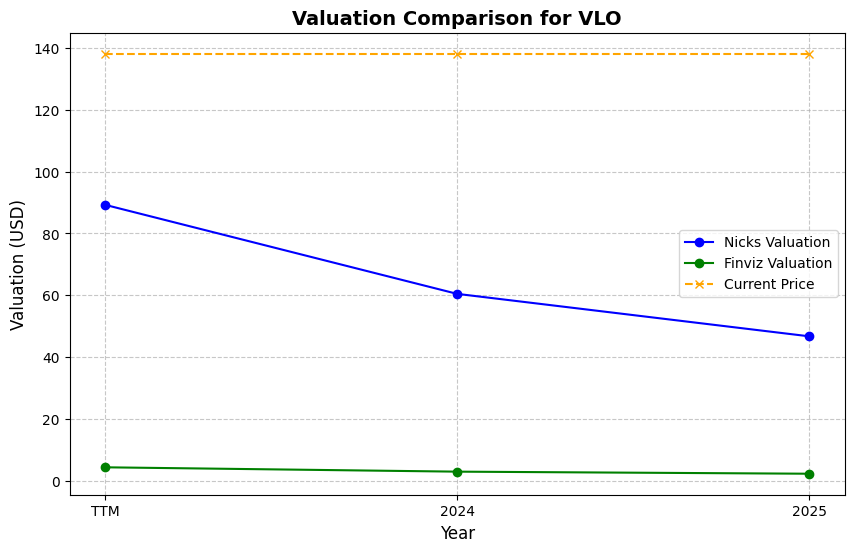 Valuation Comparison for VLO
140
120
100
80
60
40
20
0
Valuation (USD)
Nicks Valuation
Finviz Valuation
Current Price
TTM
2024
2025
Year